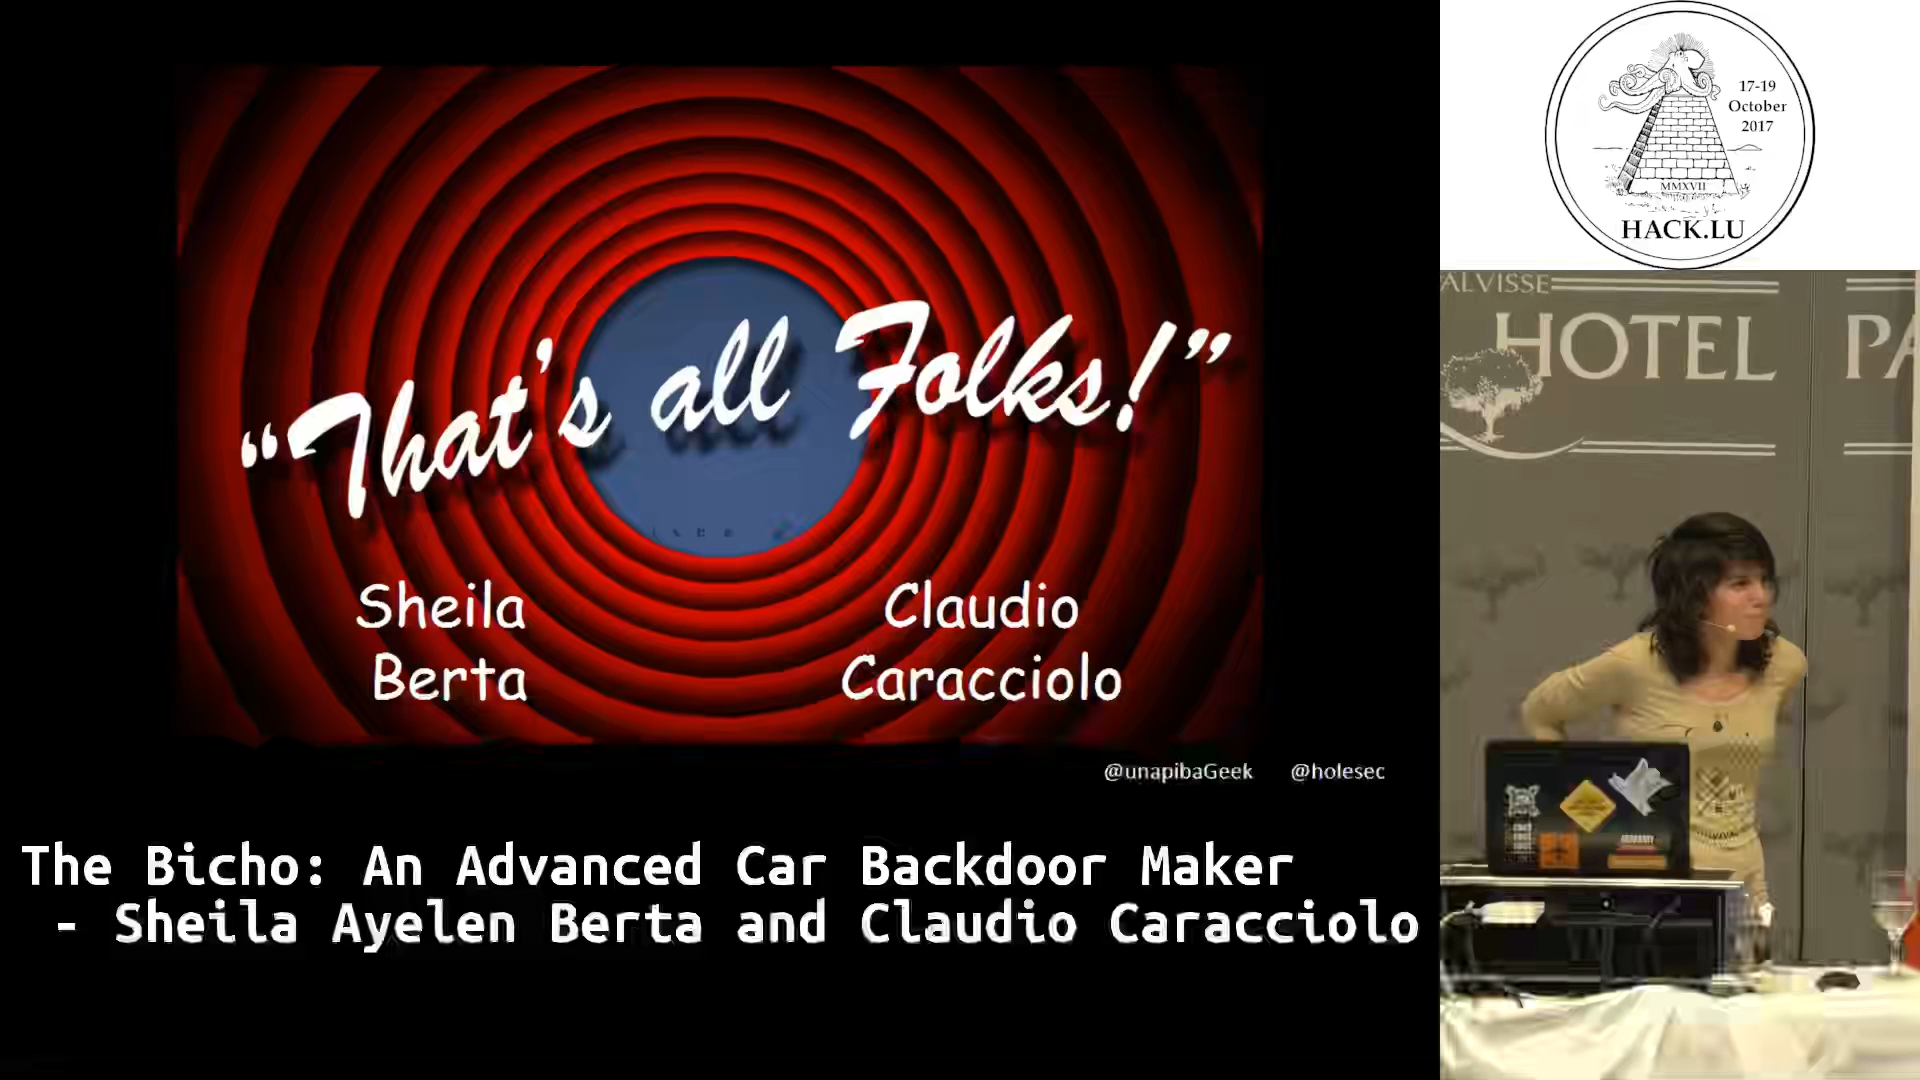 "That's all Folks!"
Sheila
Berta
Claudio
Caracciolo
@unapibaGeek @holesec
The Bicho: An Advanced Car Backdoor Maker
- Sheila Ayelen Berta and Claudio Caracciolo
17-19
October
2017
MMXVII
HACK.LU
ALVISSE
HOTEL PA